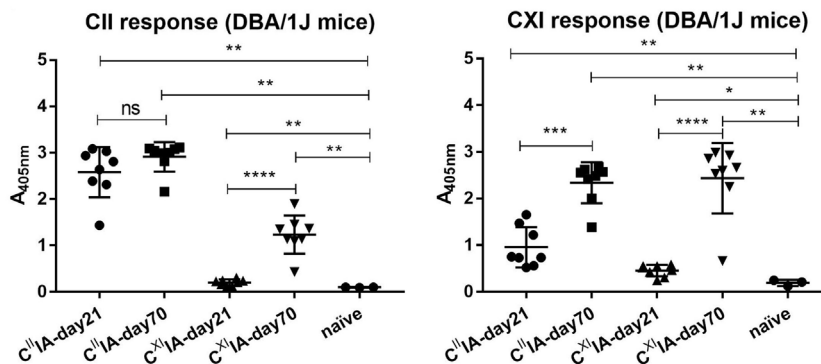 CII response (DBA/1J mice)
**
**
ns
**
**
****
5
4
3
2
1
0
A405nm
CIIIA-day21
CIIIA-day70
CXIIA-day21
CXIIA-day70
naïve
CXI response (DBA/1J mice)
**
**
*
***
****
**
5
4
3
2
1
0
A405nm
CIIIA-day21
CIIIA-day70
CXIIA-day21
CXIIA-day70
naïve